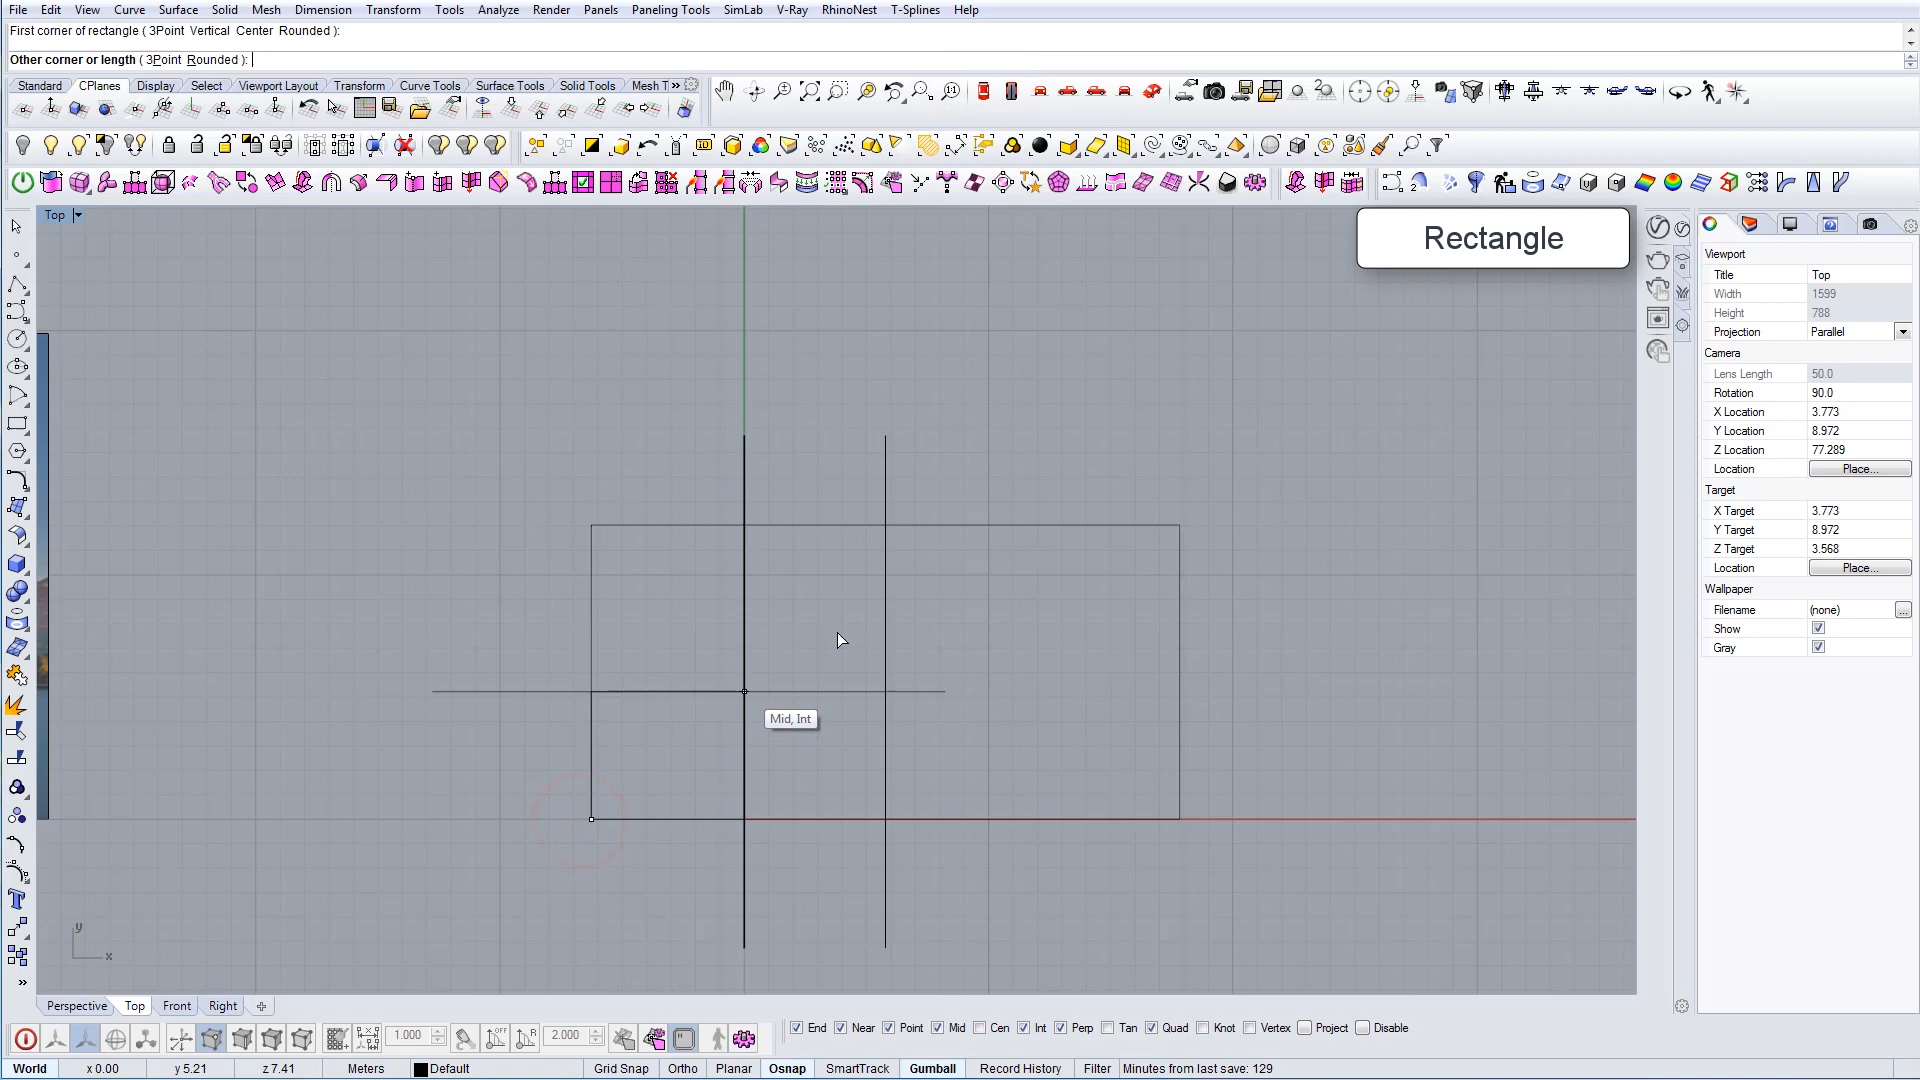 File Edit View Curve Surface Solid Mesh Dimension Transform Tools Analyze Render Panels Paneling Tools SimLab V-Ray RhinoNest T-Splines Help
First corner of rectangle ( 3Point Vertical Center Rounded ):
Other corner or length ( 3Point Rounded ):
Standard CPlanes Display Select Viewport Layout Transform Curve Tools Surface Tools Solid Tools Mesh T »
Top
Rectangle
Viewport
Title Top
Width 1599
Height 788
Projection Parallel
Camera
Lens Length 50.0
Rotation 90.0
X Location 3.773
Y Location 8.972
Z Location 77.289
Location Place...
Target
X Target 3.773
Y Target 8.972
Z Target 3.568
Location Place...
Wallpaper
Filename (none) ...
Show
Gray
Mid, Int
y
x
Perspective Top Front Right
1.000 2.000
End Near Point Mid Cen Int Perp Tan Quad Knot Vertex Project Disable
World x 0.00 y 5.21 z 7.41 Meters Default Grid Snap Ortho Planar Osnap SmartTrack Gumball Record History Filter Minutes from last save: 129